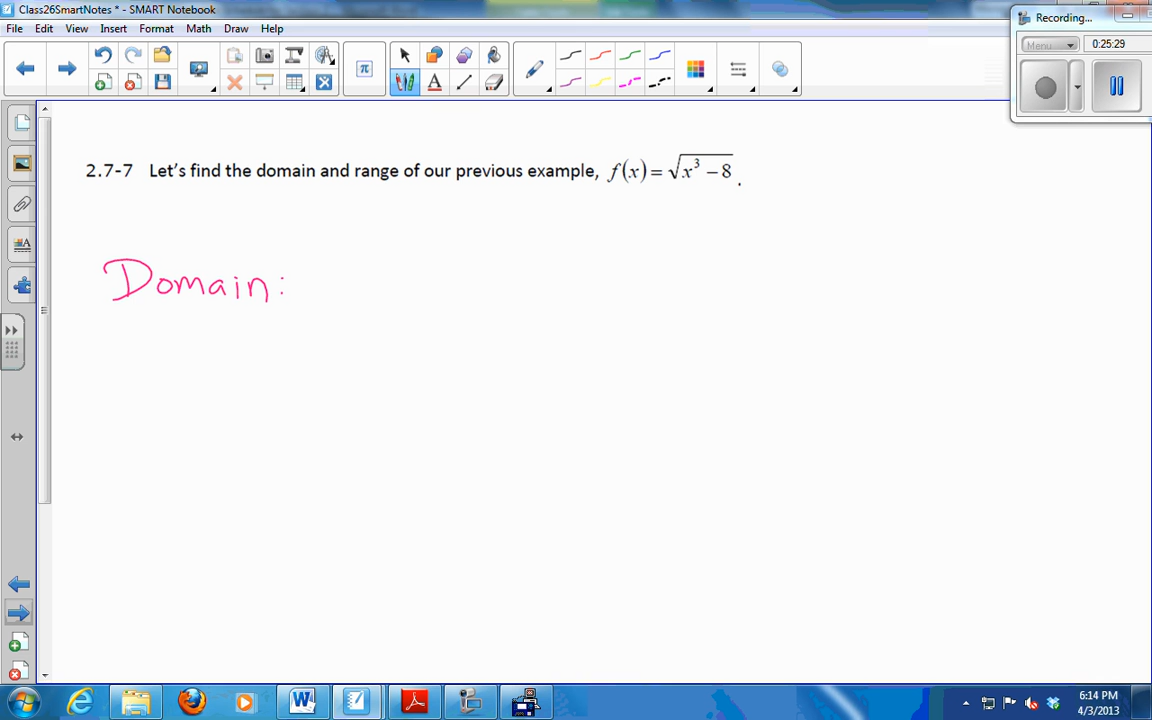 Class26SmartNotes * - SMART Notebook
File Edit View Insert Format Math Draw Help
Recording...
Menu
00:25:29
π
A
2.7-7 Let's find the domain and range of our previous example, f(x) = √(x³ − 8) .
Domain:
6:14 PM
4/3/2013